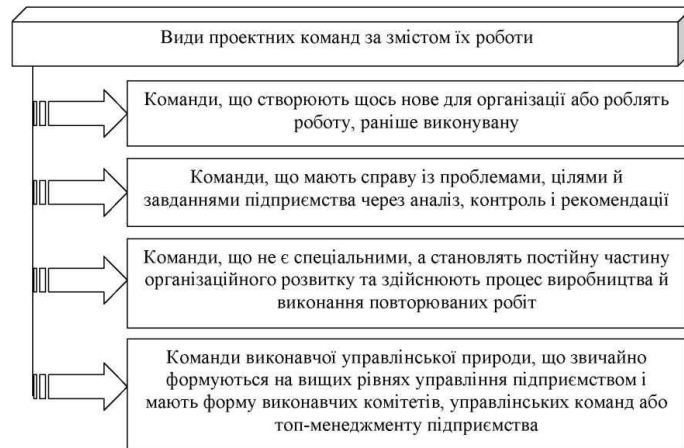 Види проектних команд за змістом їх роботи
Команди, що створюють щось нове для організації або роблять
роботу, раніше виконувану
Команди, що мають справу із проблемами, цілями й
завданнями підприємства через аналіз, контроль і рекомендації
Команди, що не є спеціальними, а становлять постійну частину
організаційного розвитку та здійснюють процес виробництва й
виконання повторюваних робіт
Команди виконавчої управлінської природи, що звичайно
формуються на вищих рівнях управління підприємством і
мають форму виконавчих комітетів, управлінських команд або
топ-менеджменту підприємства